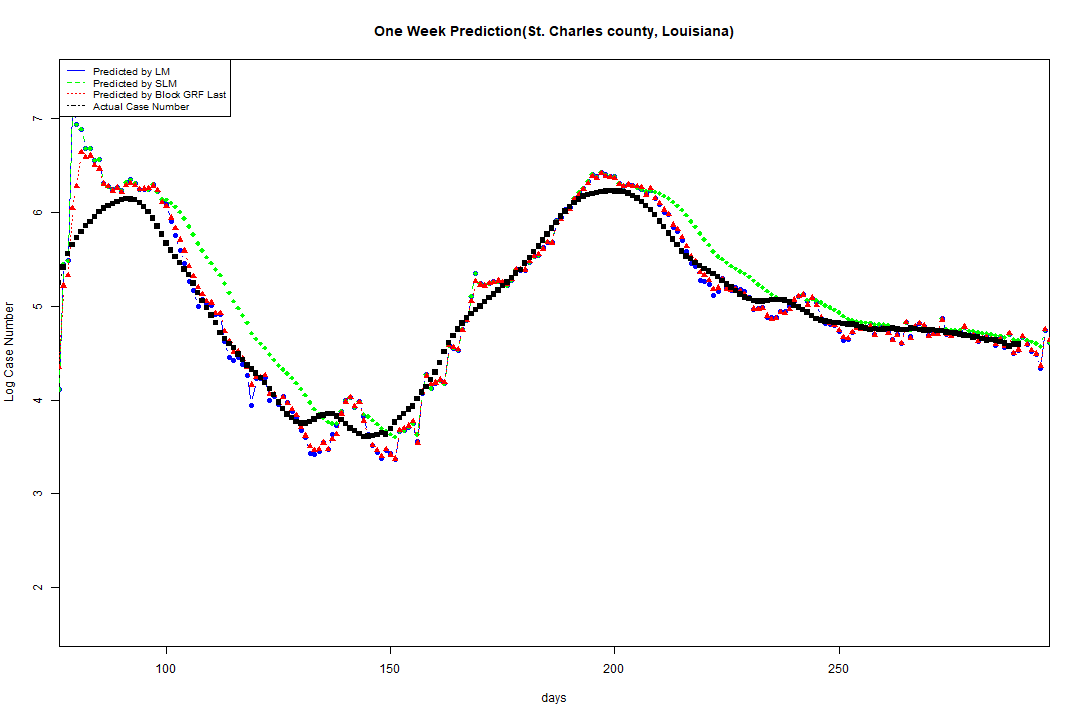 One Week Prediction(St. Charles county, Louisiana)
Predicted by LM
Predicted by SLM
Predicted by Block GRF Last
Actual Case Number
7
6
5
4
3
2
Log Case Number
100
150
200
250
days